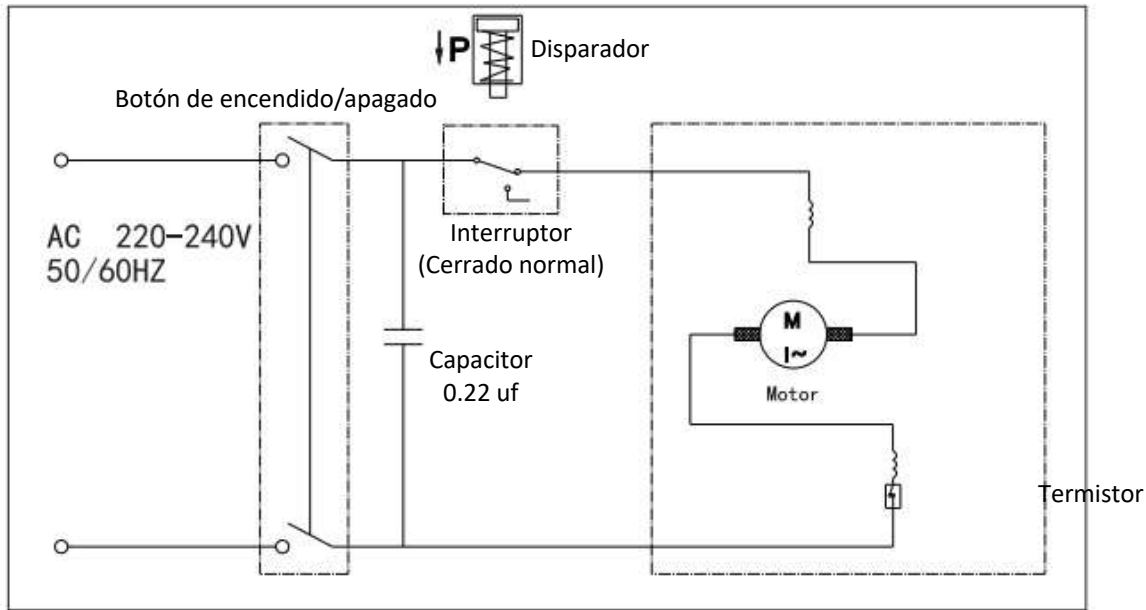 P
Disparador
Botón de encendido/apagado
AC 220-240V
50/60HZ
Interruptor
(Cerrado normal)
M
1~
Motor
Capacitor
0.22 uf
Termistor